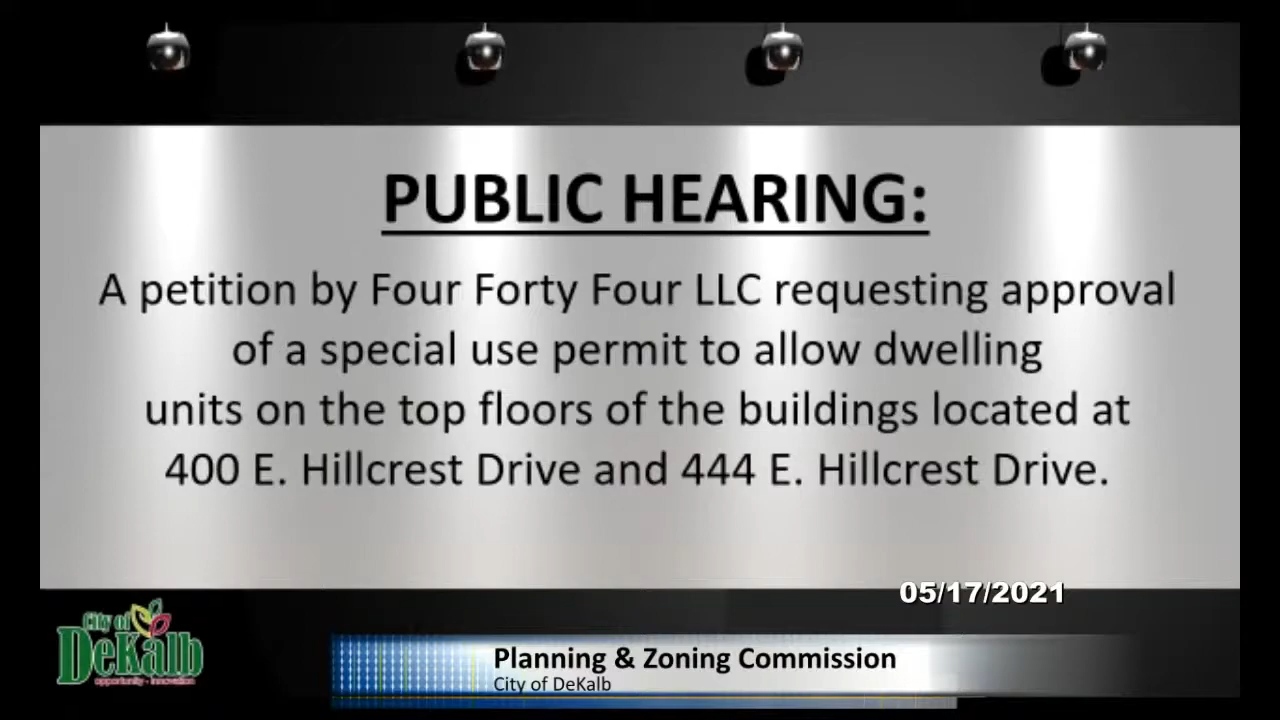 PUBLIC HEARING:
A petition by Four Forty Four LLC requesting approval
of a special use permit to allow dwelling
units on the top floors of the buildings located at
400 E. Hillcrest Drive and 444 E. Hillcrest Drive.
05/17/2021
City of
DeKalb
opportunity · innovation
Planning & Zoning Commission
City of DeKalb